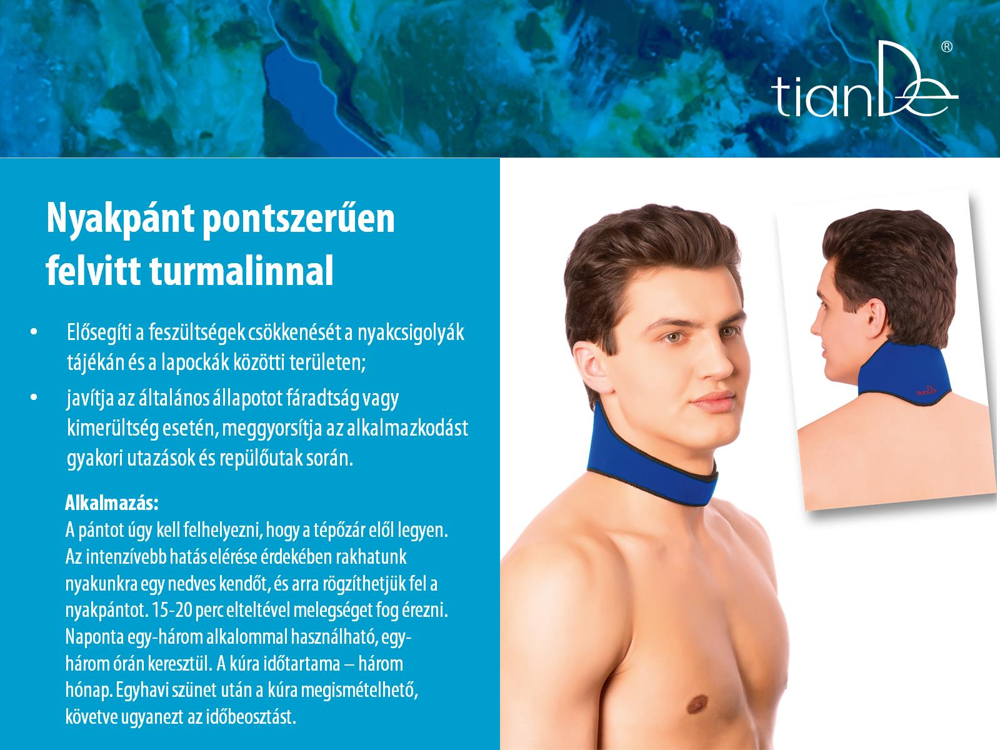 tianDe®
Nyakpánt pontszerűen
felvitt turmalinnal
• Elősegíti a feszültségek csökkenését a nyakcsigolyák
tájékán és a lapockák közötti területen;
• javítja az általános állapotot fáradtság vagy
kimerültség esetén, meggyorsítja az alkalmazkodást
gyakori utazások és repülőutak során.
Alkalmazás:
A pántot úgy kell felhelyezni, hogy a tépőzár elől legyen.
Az intenzívebb hatás elérése érdekében rakhatunk
nyakunkra egy nedves kendőt, és arra rögzíthetjük fel a
nyakpántot. 15-20 perc elteltével melegséget fog érezni.
Naponta egy-három alkalommal használható, egy-
három órán keresztül. A kúra időtartama – három
hónap. Egyhavi szünet után a kúra megismételhető,
követve ugyanezt az időbeosztást.
tianDe